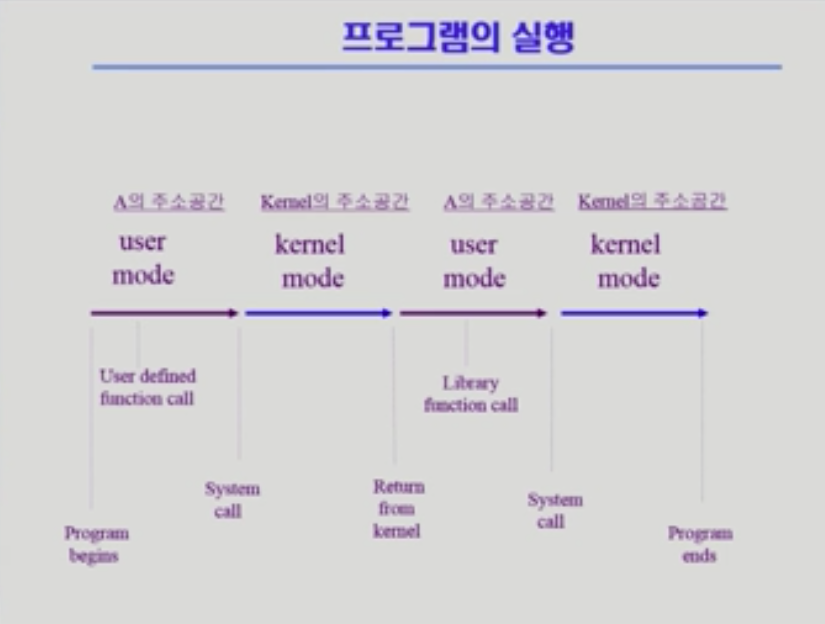 프로그램의 실행
A의 주소공간
Kernel의 주소공간
A의 주소공간
Kernel의 주소공간
user
mode
kernel
mode
user
mode
kernel
mode
User defined
function call
Library
function call
System
call
Return
from
kernel
System
call
Program
begins
Program
ends